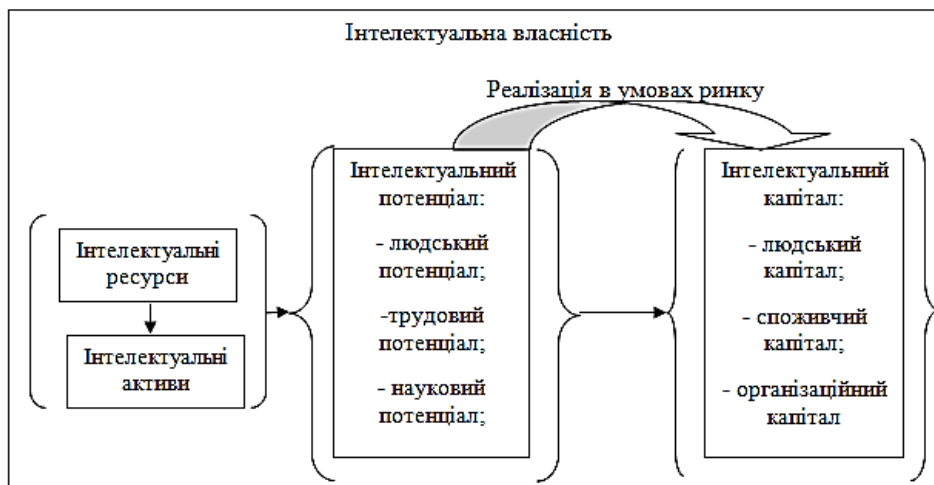 Інтелектуальна власність
Реалізація в умовах ринку
Інтелектуальні
ресурси
Інтелектуальні
активи
Інтелектуальний
потенціал:
- людський
потенціал;
-трудовий
потенціал;
- науковий
потенціал;
Інтелектуальний
капітал:
- людський
капітал;
- споживчий
капітал;
- організаційний
капітал